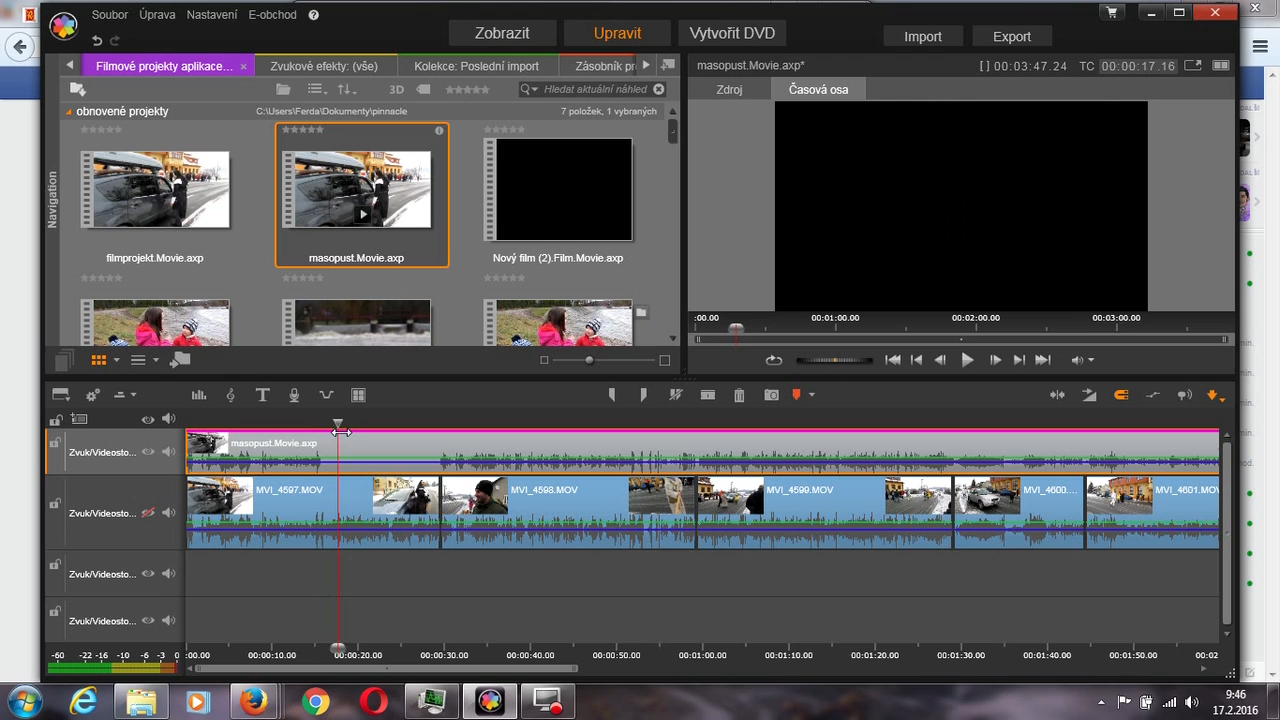 Soubor Úprava Nastavení E-obchod ?
Zobrazit Upravit Vytvořit DVD
Import Export
Filmové projekty aplikace... × Zvukové efekty: (vše) Kolekce: Poslední import Zásobník pr
masopust.Movie.axp* [ ] 00:03:47.24 TC 00:00:17.16
3D Hledat aktuální náhled
Zdroj Časová osa
obnovené projekty C:\Users\Ferda\Dokumenty\pinnacle 7 položek, 1 vybraných
Navigation
filmprojekt.Movie.axp masopust.Movie.axp Nový film (2).Film.Movie.axp
:00.00 00:01:00.00 00:02:00.00 00:03:00.00
Zvuk/Videosto... masopust.Movie.axp
Zvuk/Videosto... MVI_4597.MOV MVI_4598.MOV MVI_4599.MOV MVI_4600.... MVI_4601.MOV
Zvuk/Videosto...
Zvuk/Videosto...
-60 -22 -16 -10 -6 -3 0 :00.00 00:00:10.00 00:00:20.00 00:00:30.00 00:00:40.00 00:00:50.00 00:01:00.00 00:01:10.00 00:01:20.00 00:01:30.00 00:01:40.00 00:01:50.00 00:02
9:46
17.2.2016